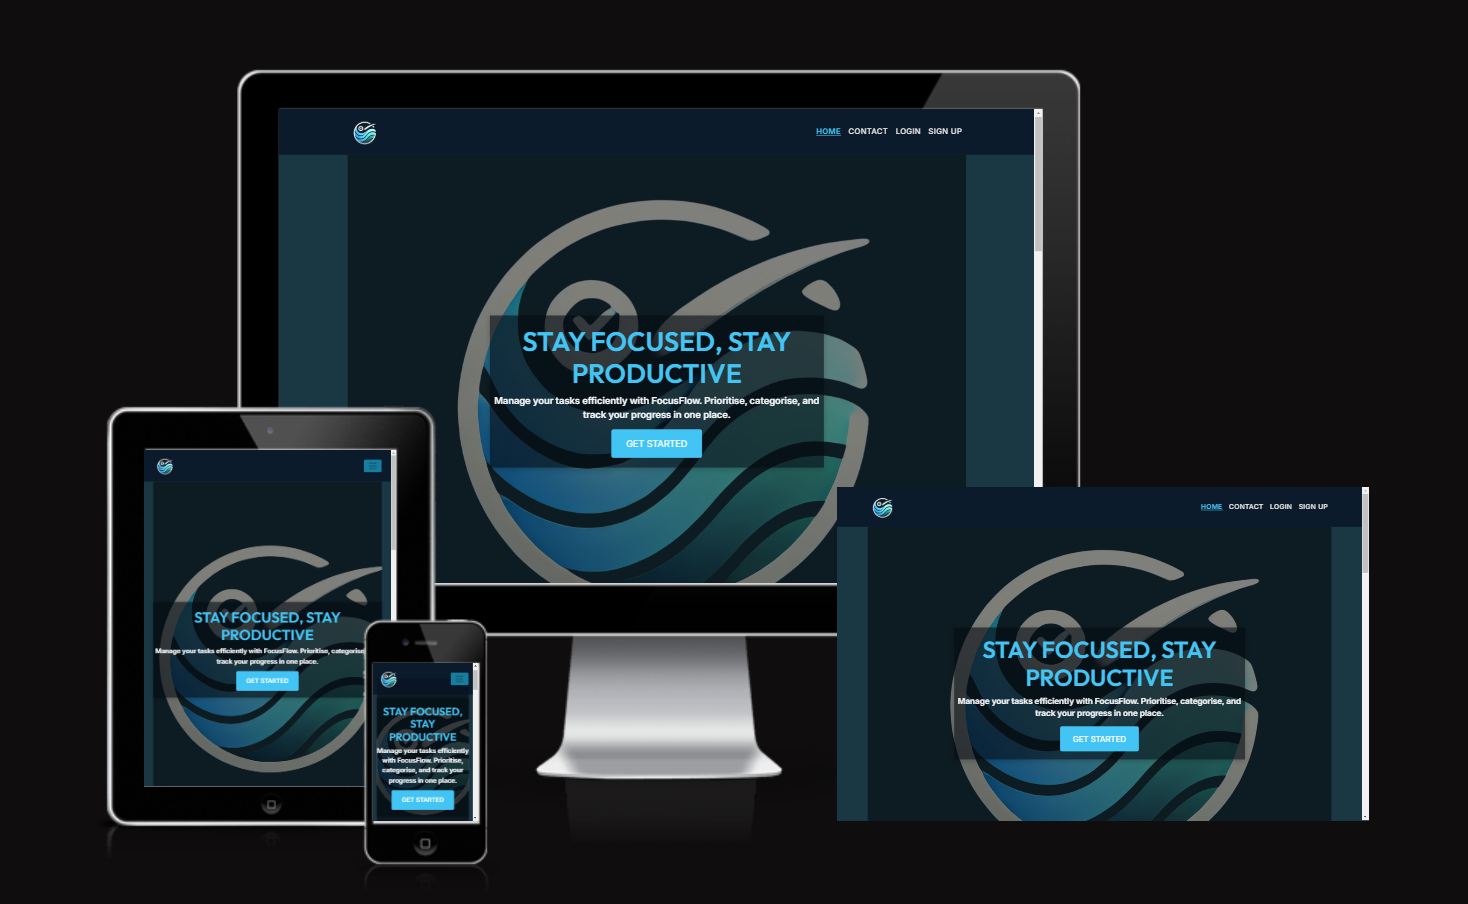 HOME CONTACT LOGIN SIGN UP
STAY FOCUSED, STAY
PRODUCTIVE
Manage your tasks efficiently with FocusFlow. Prioritise, categorise, and
track your progress in one place.
GET STARTED
STAY FOCUSED, STAY
PRODUCTIVE
Manage your tasks efficiently with FocusFlow. Prioritise, categorise
track your progress in one place.
GET STARTED
STAY FOCUSED,
STAY
PRODUCTIVE
Manage your tasks efficiently
with FocusFlow. Prioritise,
categorise, and track your
progress in one place.
GET STARTED
HOME CONTACT LOGIN SIGN UP
STAY FOCUSED, STAY
PRODUCTIVE
Manage your tasks efficiently with FocusFlow. Prioritise, categorise, and
track your progress in one place.
GET STARTED